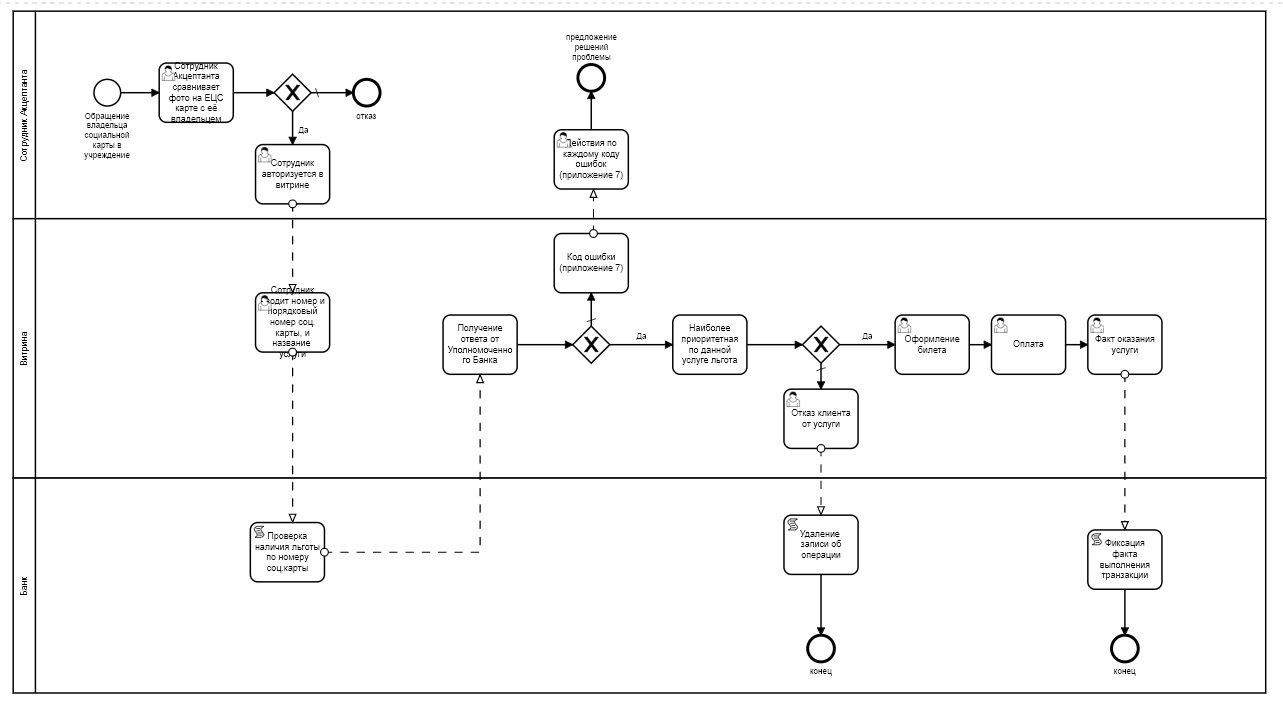 Сотрудник Акцептанта
Обращение
владельца
социальной
карты в
учреждение
Сотрудник
Акцептанта
сравнивает
фото на ЕЦС
карте с её
владельцем
отказ
Да
Сотрудник
авторизуется в
витрине
предложение
решений
проблемы
Действия по
каждому коду
ошибок
(приложение 7)
Витрина
Сотрудник
водит номер и
порядковый
номер соц.
карты, и
название
услуги
Получение
ответа от
Уполномоченно
го Банка
Код ошибки
(приложение 7)
Да
Наиболее
приоритетная
по данной
услуге льгота
Да
Отказ клиента
от услуги
Оформление
билета
Оплата
Факт оказания
услуги
Банк
Проверка
наличия льготы
по номеру
соц.карты
Удаление
записи об
операции
конец
Фиксация
факта
выполнения
транзакции
конец